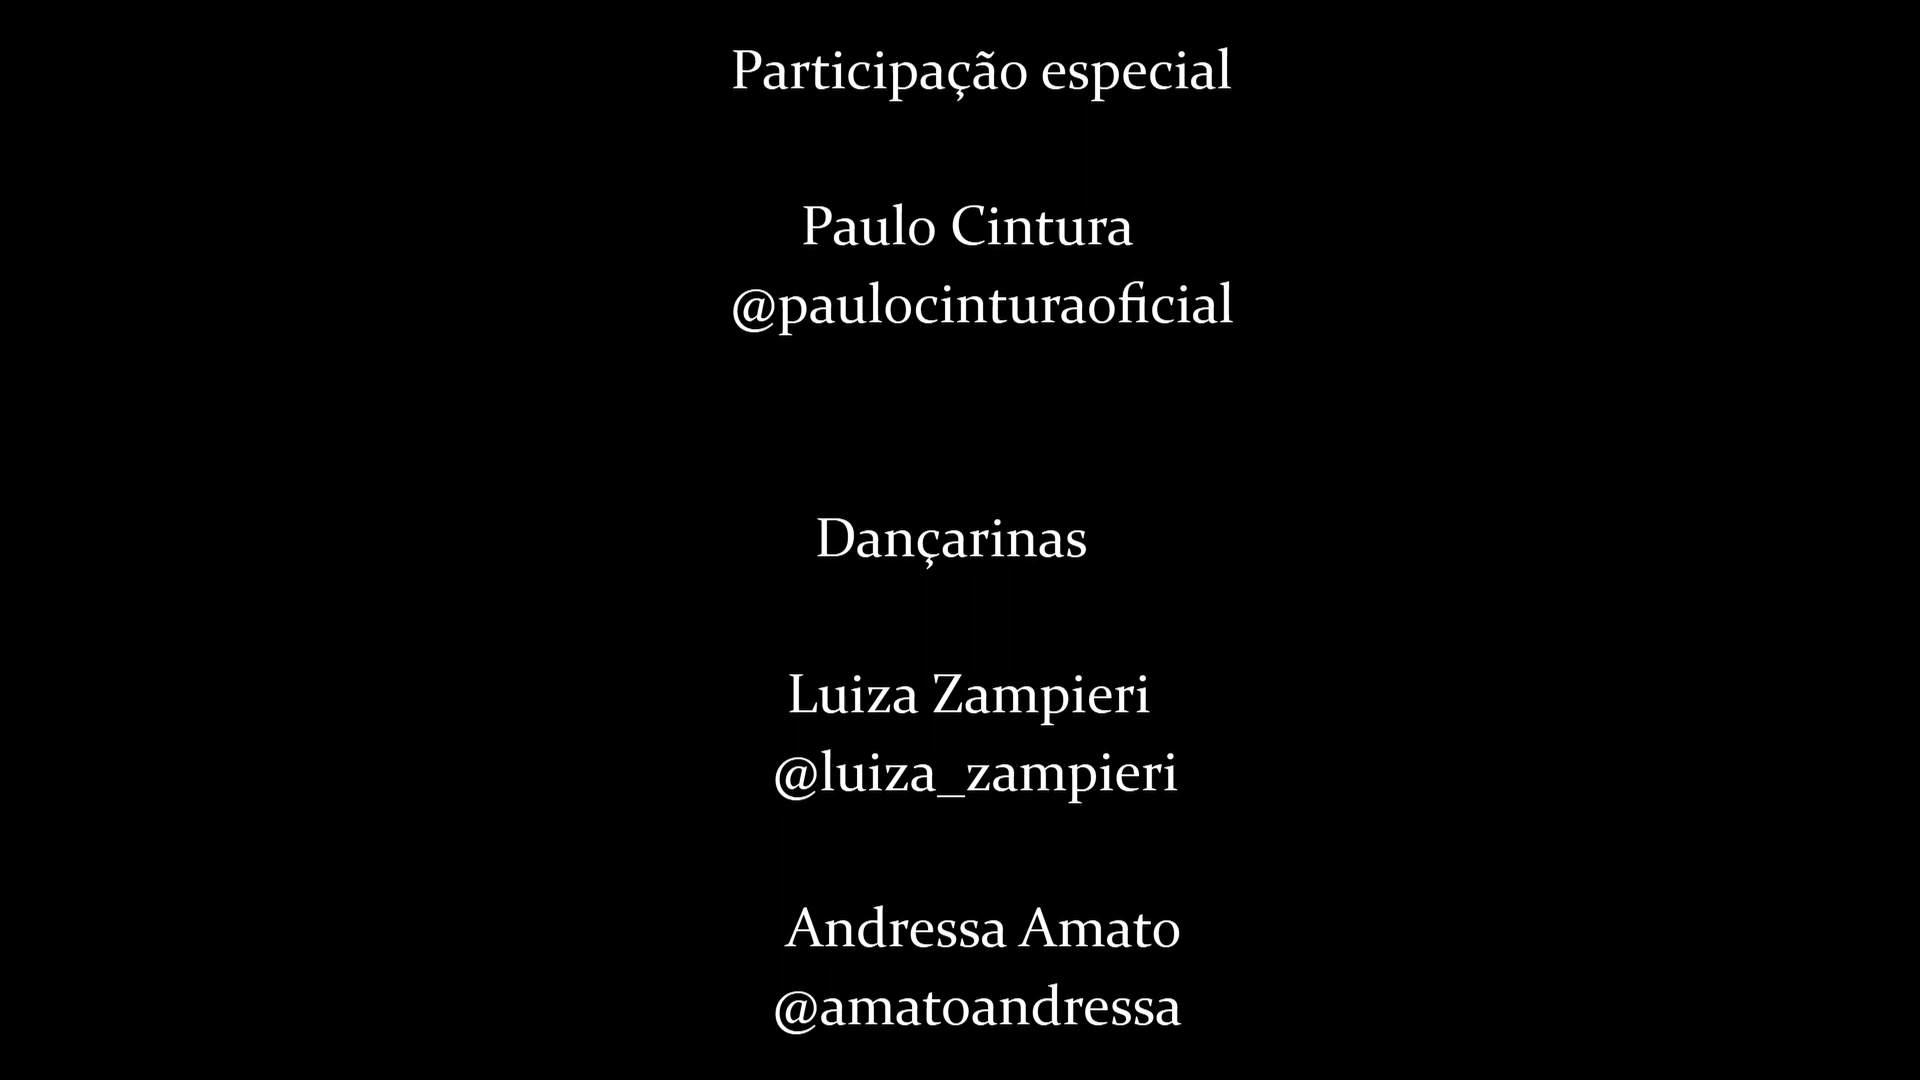 Participação especial
Paulo Cintura
@paulocinturaoficial
Dançarinas
Luiza Zampieri
@luiza_zampieri
Andressa Amato
@amatoandressa